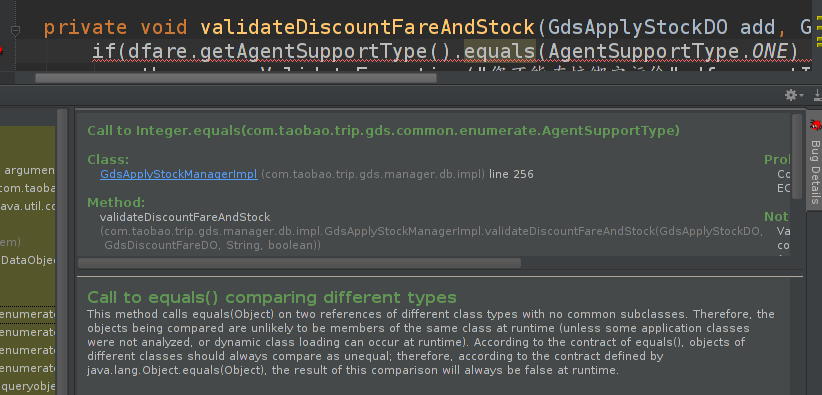 private void validateDiscountFareAndStock(GdsApplyStockDO add, G
if(dfare.getAgentSupportType().equals(AgentSupportType.ONE)
Call to Integer.equals(com.taobao.trip.gds.common.enumerate.AgentSupportType)
Class:
GdsApplyStockManagerImpl (com.taobao.trip.gds.manager.db.impl) line 256
Method:
validateDiscountFareAndStock
(com.taobao.trip.gds.manager.db.impl.GdsApplyStockManagerImpl.validateDiscountFareAndStock(GdsApplyStockDO,
GdsDiscountFareDO, String, boolean))
Pro
Co
EC
Not
Va
co
argumen
com.taoba
ava.util.co
em)
DataObje
enumerate
enumerate
enumerate
enumerate
queryobje
Bug Details
Call to equals() comparing different types
This method calls equals(Object) on two references of different class types with no common subclasses. Therefore, the
objects being compared are unlikely to be members of the same class at runtime (unless some application classes
were not analyzed, or dynamic class loading can occur at runtime). According to the contract of equals(), objects of
different classes should always compare as unequal; therefore, according to the contract defined by
java.lang.Object.equals(Object), the result of this comparison will always be false at runtime.